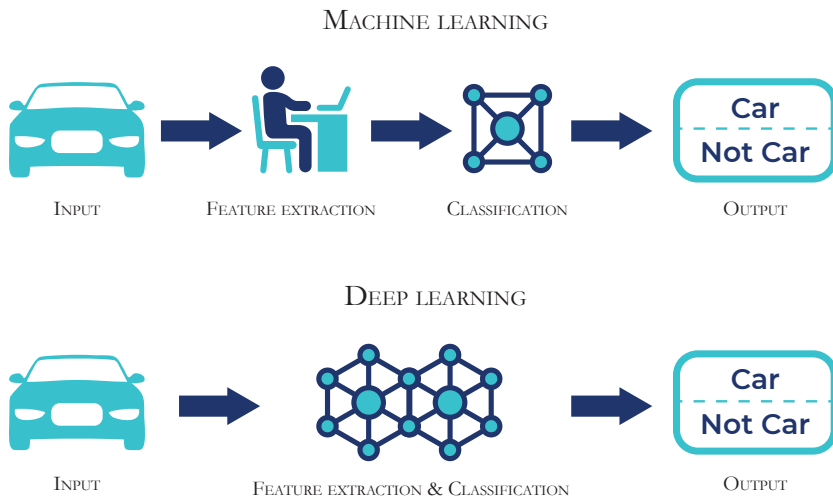 Machine learning
Car
Not Car
Input
Feature extraction
Classification
Output
Deep learning
Car
Not Car
Input
Feature extraction & Classification
Output